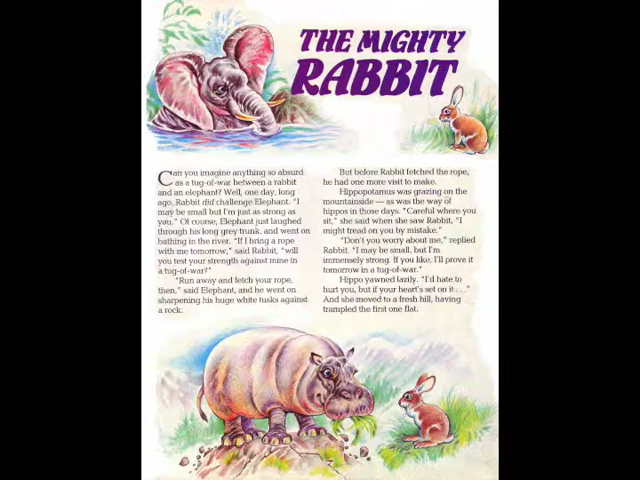 THE MIGHTY
RABBIT
Can you imagine anything so absurd
as a tug-of-war between a rabbit
and an elephant? Well, one day, long
ago, Rabbit did challenge Elephant. "I
may be small but I'm just as strong as
you." Of course, Elephant just laughed
through his long grey trunk, and went on
bathing in the river. "If I bring a rope
with me tomorrow," said Rabbit, "will
you test your strength against mine in
a tug-of-war?"
"Run away and fetch your rope,
then," said Elephant, and he went on
sharpening his huge white tusks against
a rock.
But before Rabbit fetched the rope,
he had one more visit to make.
Hippopotamus was grazing on the
mountainside — as was the way of
hippos in those days. "Careful where you
sit," she said when she saw Rabbit, "I
might tread on you by mistake."
"Don't you worry about me," replied
Rabbit. "I may be small, but I'm
immensely strong. If you like, I'll prove it
tomorrow in a tug-of-war."
Hippo yawned lazily. "I'd hate to
hurt you, but if your heart's set on it . . ."
And she moved to a fresh hill, having
trampled the first one flat.